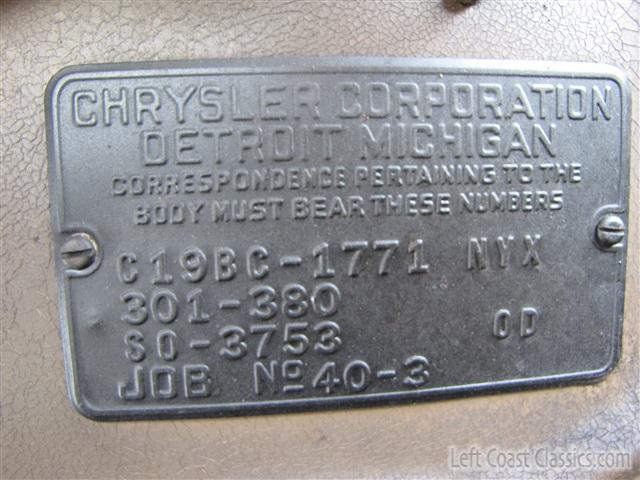 CHRYSLER CORPORATION
DETROIT MICHIGAN
CORRESPONDENCE PERTAINING TO THE
BODY MUST BEAR THESE NUMBERS
C19BC-1771 NYX
301-380
SO-3753 OD
JOB Nº 40-3
Left Coast Classics.com